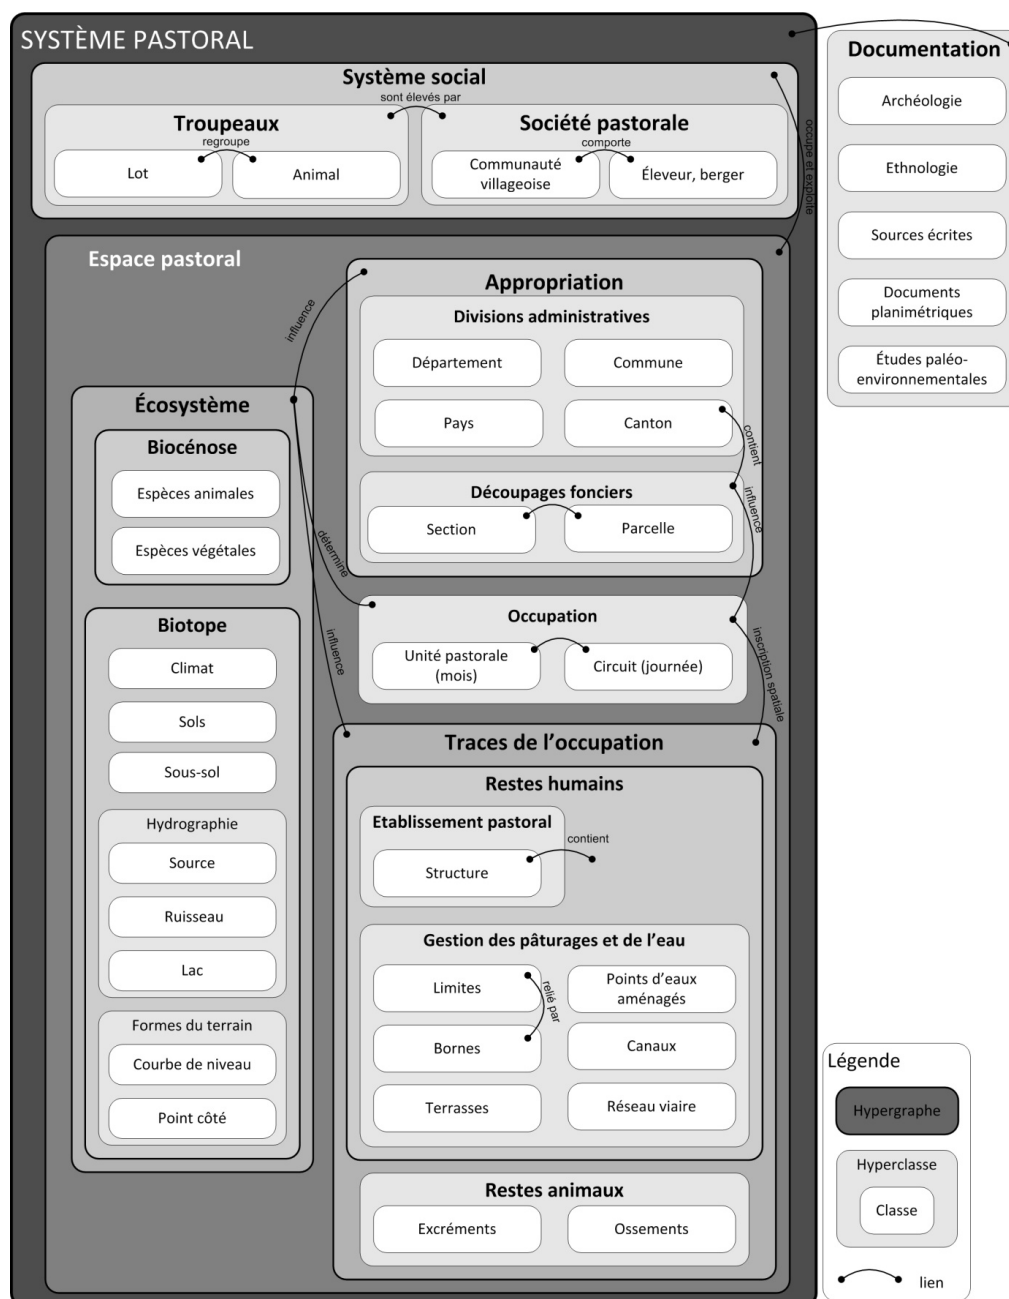 SYSTÈME PASTORAL
Système social
sont élevés par
Troupeaux
regroupe
Lot
Animal
Société pastorale
comporte
Communauté
villageoise
Éleveur, berger
occupe et exploite
Espace pastoral
influence
Appropriation
Divisions administratives
Département
Commune
Pays
Canton
contient
Découpages fonciers
influence
Section
Parcelle
Écosystème
Biocénose
Espèces animales
Espèces végétales
détermine
influence
Biotope
Climat
Sols
Sous-sol
Hydrographie
Source
Ruisseau
Lac
Formes du terrain
Courbe de niveau
Point côté
Occupation
Unité pastorale
(mois)
Circuit (journée)
inscription spatiale
Traces de l’occupation
Restes humains
Etablissement pastoral
contient
Structure
Gestion des pâturages et de l’eau
Limites
Points d’eaux
aménagés
relié par
Bornes
Canaux
Terrasses
Réseau viaire
Restes animaux
Excréments
Ossements
Documentation
Archéologie
Ethnologie
Sources écrites
Documents
planimétriques
Études paléo-
environnementales
Légende
Hypergraphe
Hyperclasse
Classe
lien